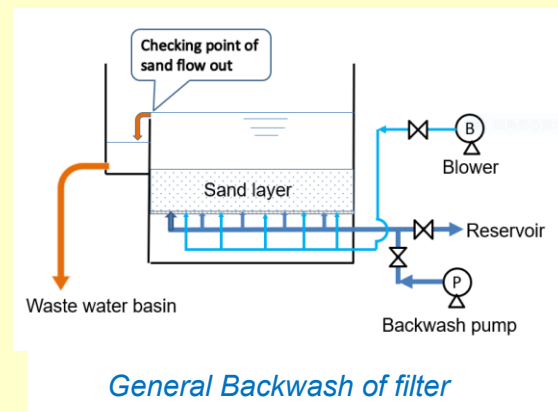 Checking point of
sand flow out
B
Blower
Sand layer
Reservoir
P
Waste water basin
Backwash pump
General Backwash of filter